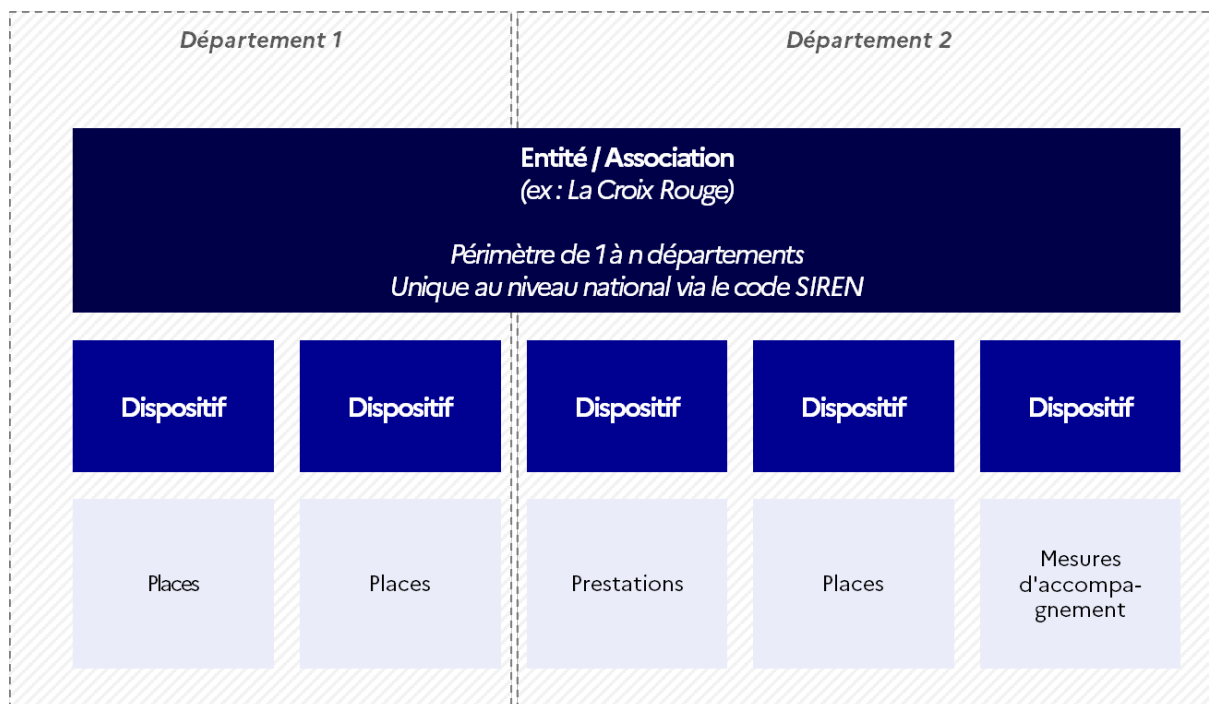 Département 1
Département 2
Entité / Association
(ex : La Croix Rouge)
Périmètre de 1 à n départements
Unique au niveau national via le code SIREN
Dispositif
Dispositif
Dispositif
Dispositif
Dispositif
Places
Places
Prestations
Places
Mesures
d'accompa-
gnement